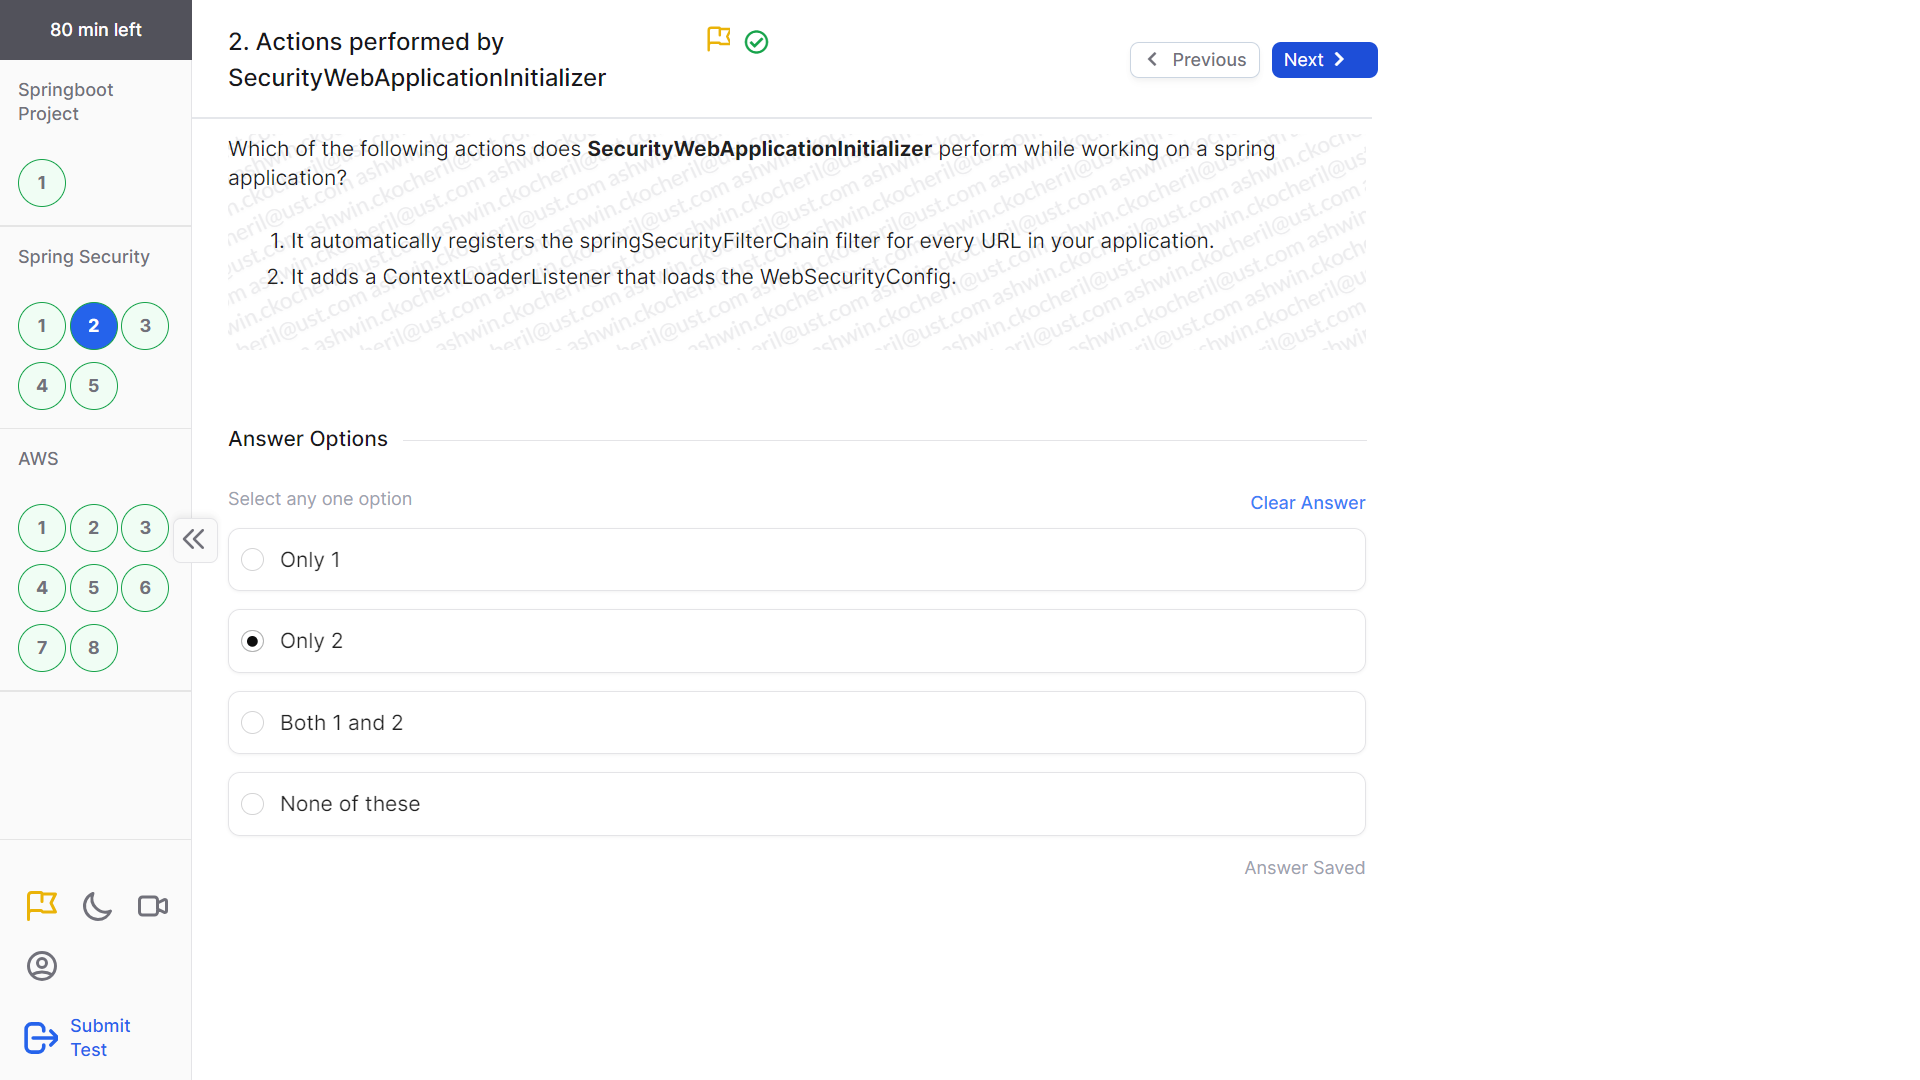 80 min left
Springboot
Project
1
Spring Security
1 2 3
4 5
AWS
1 2 3
4 5 6
7 8
Submit
Test
2. Actions performed by
SecurityWebApplicationInitializer
Previous
Next
Which of the following actions does SecurityWebApplicationInitializer perform while working on a spring
application?
1. It automatically registers the springSecurityFilterChain filter for every URL in your application.
2. It adds a ContextLoaderListener that loads the WebSecurityConfig.
ashwin.ckocheril@ust.com
Answer Options
Select any one option
Clear Answer
Only 1
Only 2
Both 1 and 2
None of these
Answer Saved